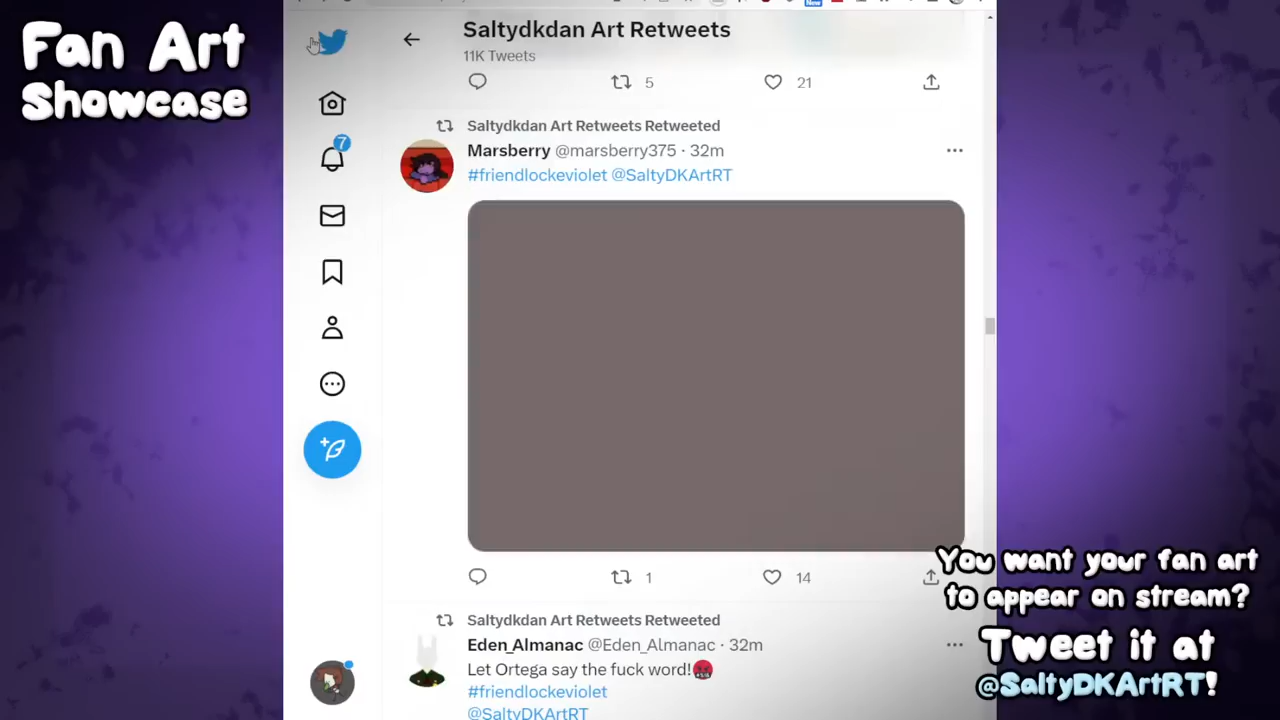 Fan Art
Showcase
New
Saltydkdan Art Retweets
11K Tweets
5
21
7
Saltydkdan Art Retweets Retweeted
Marsberry @marsberry375 · 32m
#friendlockeviolet @SaltyDKArtRT
1
14
Saltydkdan Art Retweets Retweeted
Eden_Almanac @Eden_Almanac · 32m
Let Ortega say the fuck word!
#friendlockeviolet
@SaltyDKArtRT
You want your fan art
to appear on stream?
Tweet it at
@SaltyDKArtRT!